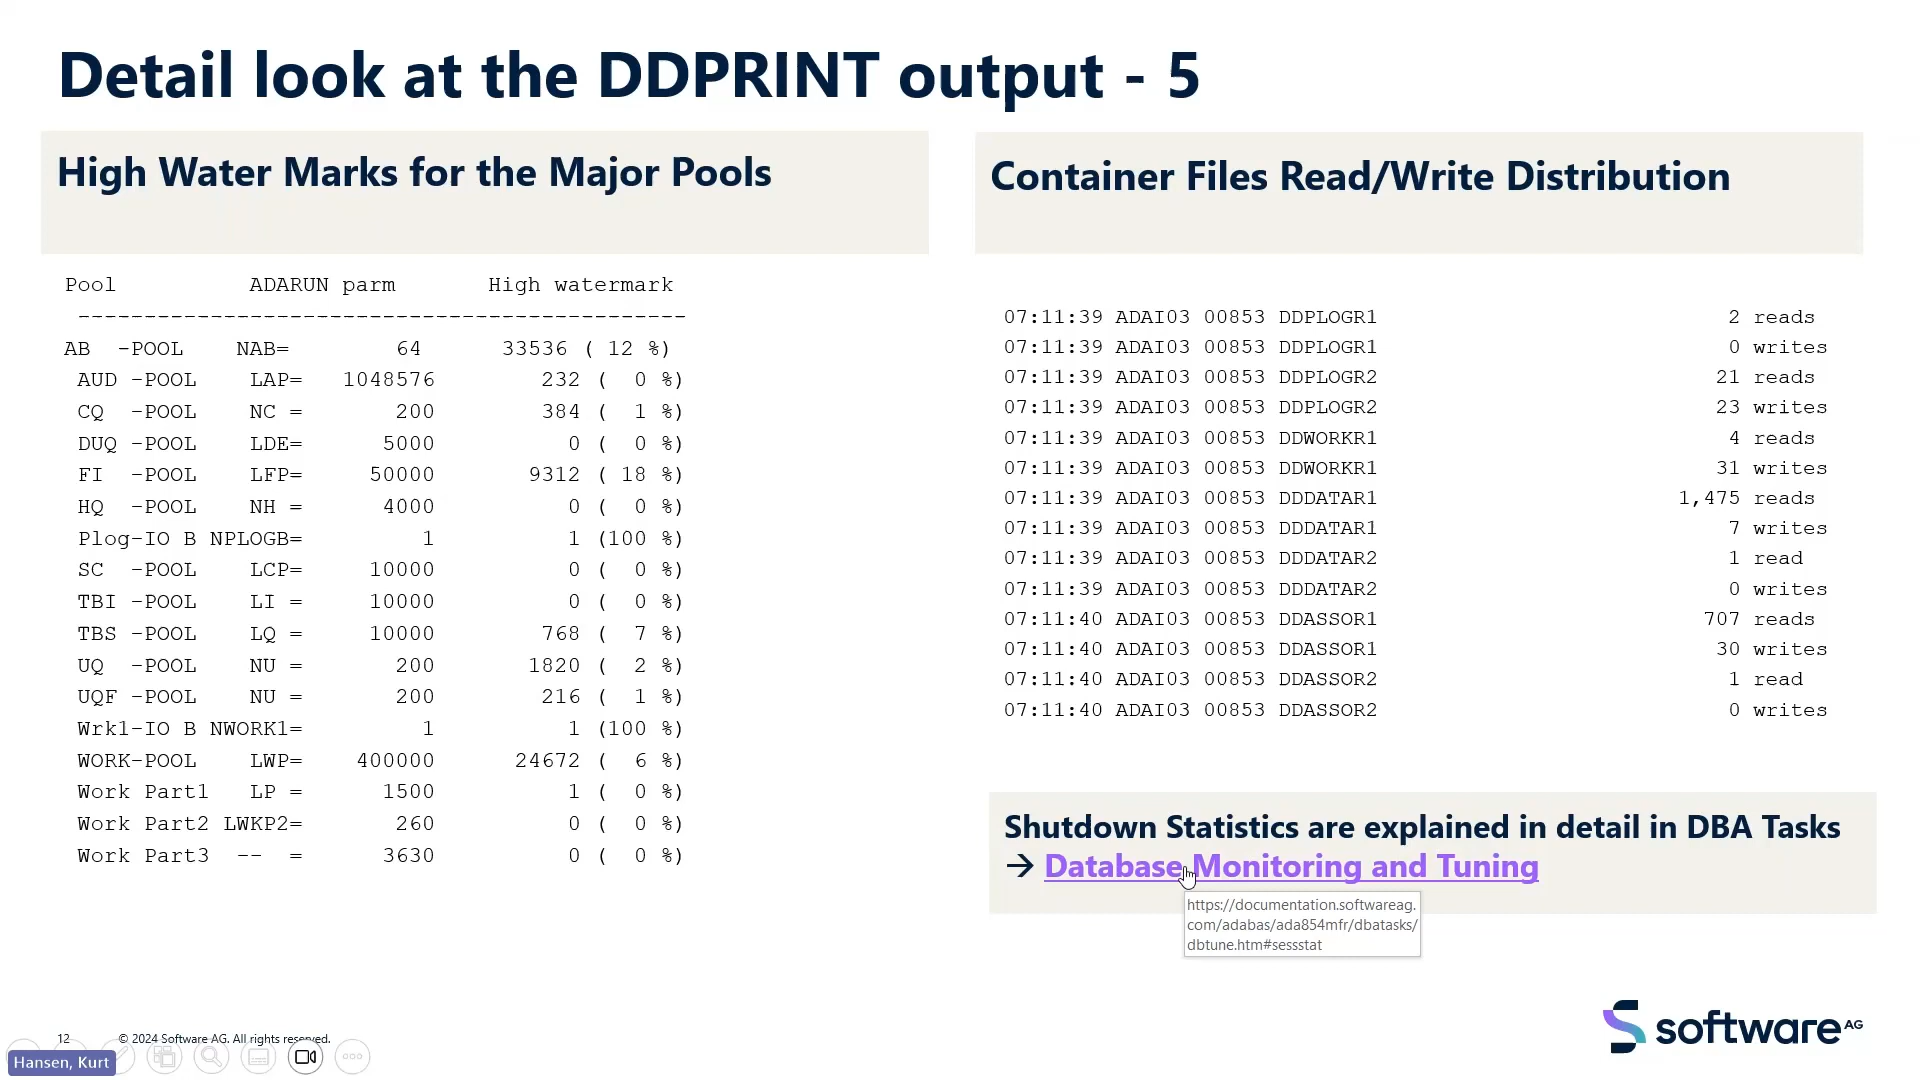 Detail look at the DDPRINT output - 5
High Water Marks for the Major Pools
Pool ADARUN parm High watermark
----------------------------------------------
AB -POOL NAB= 64 33536 ( 12 %)
AUD -POOL LAP= 1048576 232 ( 0 %)
CQ -POOL NC = 200 384 ( 1 %)
DUQ -POOL LDE= 5000 0 ( 0 %)
FI -POOL LFP= 50000 9312 ( 18 %)
HQ -POOL NH = 4000 0 ( 0 %)
Plog-IO B NPLOGB= 1 1 (100 %)
SC -POOL LCP= 10000 0 ( 0 %)
TBI -POOL LI = 10000 0 ( 0 %)
TBS -POOL LQ = 10000 768 ( 7 %)
UQ -POOL NU = 200 1820 ( 2 %)
UQF -POOL NU = 200 216 ( 1 %)
Wrk1-IO B NWORK1= 1 1 (100 %)
WORK-POOL LWP= 400000 24672 ( 6 %)
Work Part1 LP = 1500 1 ( 0 %)
Work Part2 LWKP2= 260 0 ( 0 %)
Work Part3 -- = 3630 0 ( 0 %)
Container Files Read/Write Distribution
07:11:39 ADAI03 00853 DDPLOGR1 2 reads
07:11:39 ADAI03 00853 DDPLOGR1 0 writes
07:11:39 ADAI03 00853 DDPLOGR2 21 reads
07:11:39 ADAI03 00853 DDPLOGR2 23 writes
07:11:39 ADAI03 00853 DDWORKR1 4 reads
07:11:39 ADAI03 00853 DDWORKR1 31 writes
07:11:39 ADAI03 00853 DDDATAR1 1,475 reads
07:11:39 ADAI03 00853 DDDATAR1 7 writes
07:11:39 ADAI03 00853 DDDATAR2 1 read
07:11:39 ADAI03 00853 DDDATAR2 0 writes
07:11:40 ADAI03 00853 DDASSOR1 707 reads
07:11:40 ADAI03 00853 DDASSOR1 30 writes
07:11:40 ADAI03 00853 DDASSOR2 1 read
07:11:40 ADAI03 00853 DDASSOR2 0 writes
Shutdown Statistics are explained in detail in DBA Tasks
→ Database Monitoring and Tuning
https://documentation.softwareag.
com/adabas/ada854mfr/dbatasks/
dbtune.htm#sessstat
12 © 2024 Software AG. All rights reserved.
Hansen, Kurt
software AG